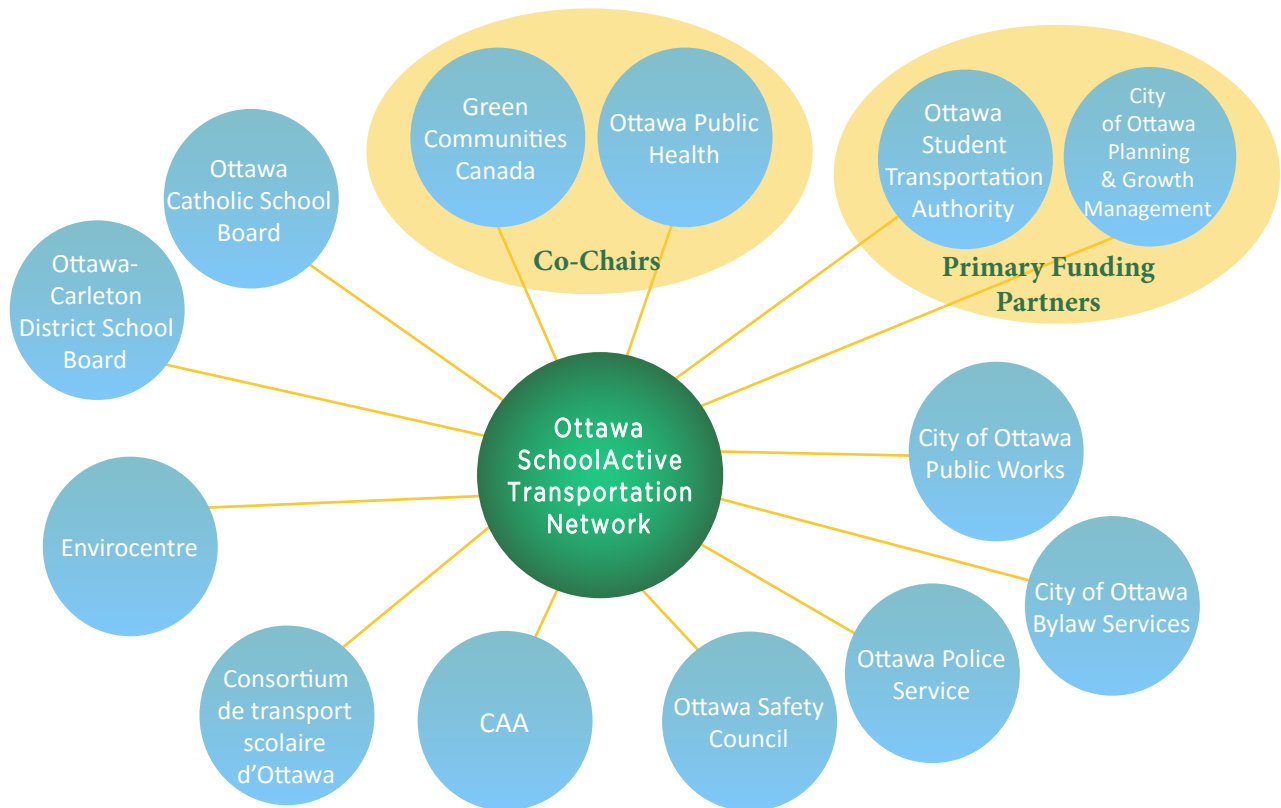 Green
Communities
Canada
Ottawa Public
Health
Co-Chairs
Ottawa
Student
Transportation
Authority
City
of Ottawa
Planning
& Growth
Management
Primary Funding
Partners
Ottawa
Catholic School
Board
Ottawa-
Carleton
District School
Board
Ottawa
SchoolActive
Transportation
Network
City of Ottawa
Public Works
Envirocentre
City of Ottawa
Bylaw Services
Ottawa Police
Service
Consortium
de transport
scolaire
d'Ottawa
CAA
Ottawa Safety
Council